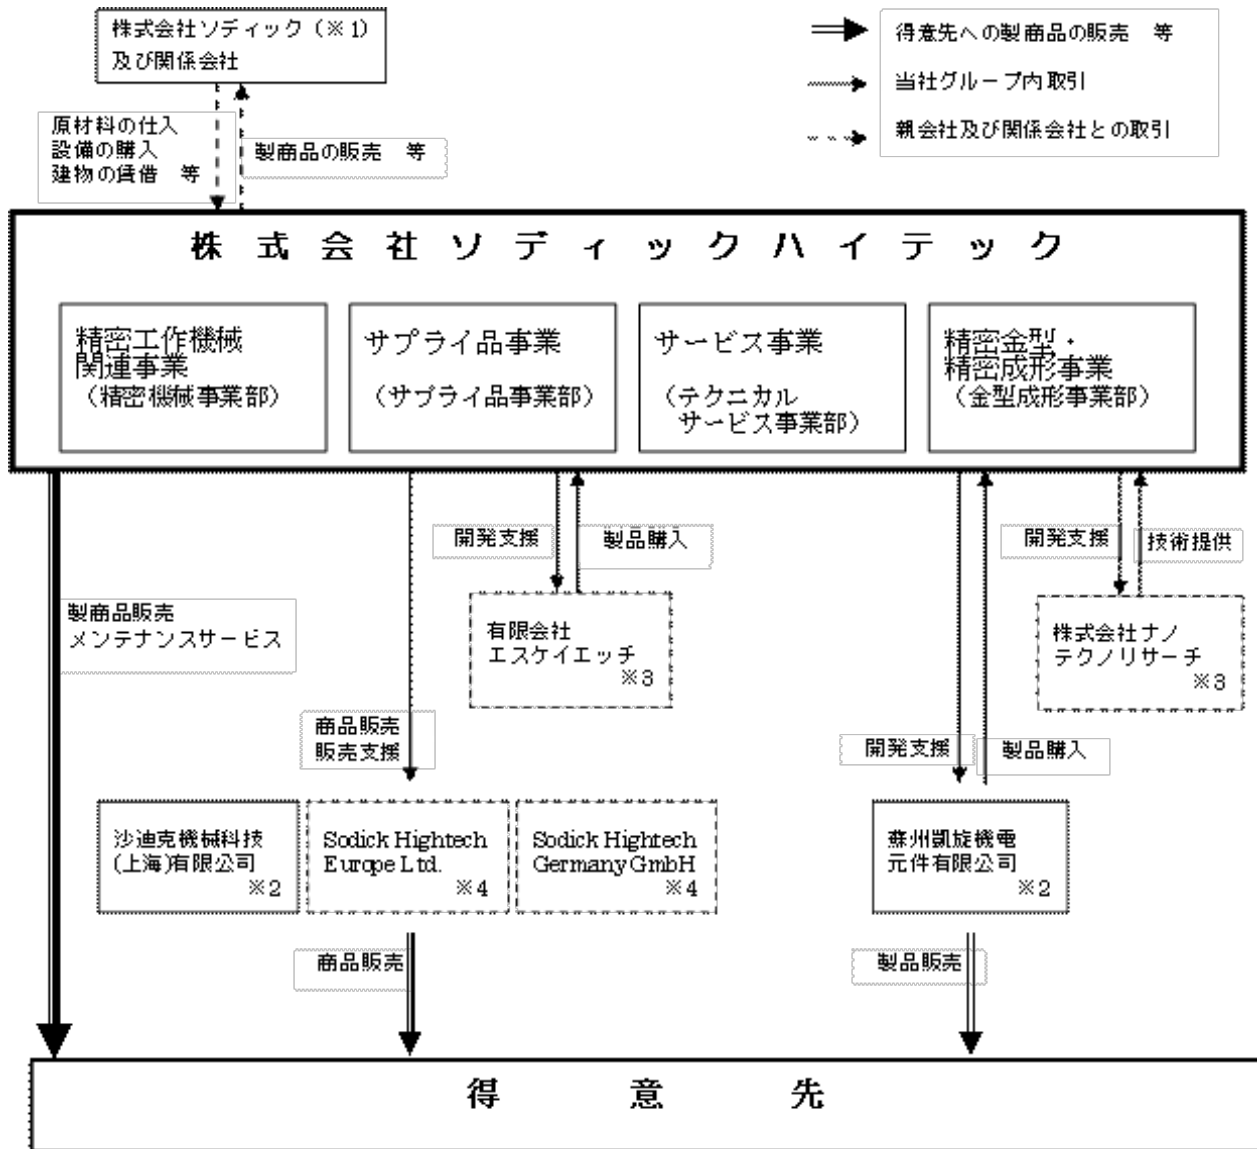 株式会社ソディック（※1）
及び関係会社
得意先への製商品の販売　等
当社グループ内取引
親会社及び関係会社との取引
原材料の仕入
設備の購入
建物の賃借　等
製商品の販売　等
株式会社ソディックハイテック
精密工作機械
関連事業
（精密機械事業部）
サプライ品事業
（サプライ品事業部）
サービス事業
（テクニカル
サービス事業部）
精密金型・
精密成形事業
（金型成形事業部）
開発支援
製品購入
開発支援
技術提供
製商品販売
メンテナンスサービス
有限会社
エスケイエッチ
※3
株式会社ナノ
テクノリサーチ
※3
商品販売
販売支援
開発支援
製品購入
沙迪克機械科技
(上海)有限公司
※2
Sodick Hightech
Europe Ltd.
※4
Sodick Hightech
Germany GmbH
※4
蘇州凱旋機電
元件有限公司
※2
商品販売
製品販売
得意先